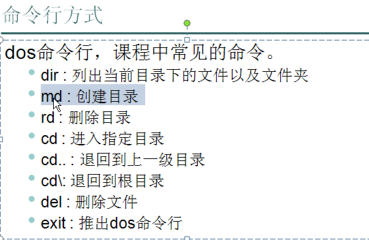 命令行方式
dos命令行，课程中常见的命令。
dir : 列出当前目录下的文件以及文件夹
md : 创建目录
rd : 删除目录
cd : 进入指定目录
cd.. : 退回到上一级目录
cd\: 退回到根目录
del : 删除文件
exit : 推出dos命令行